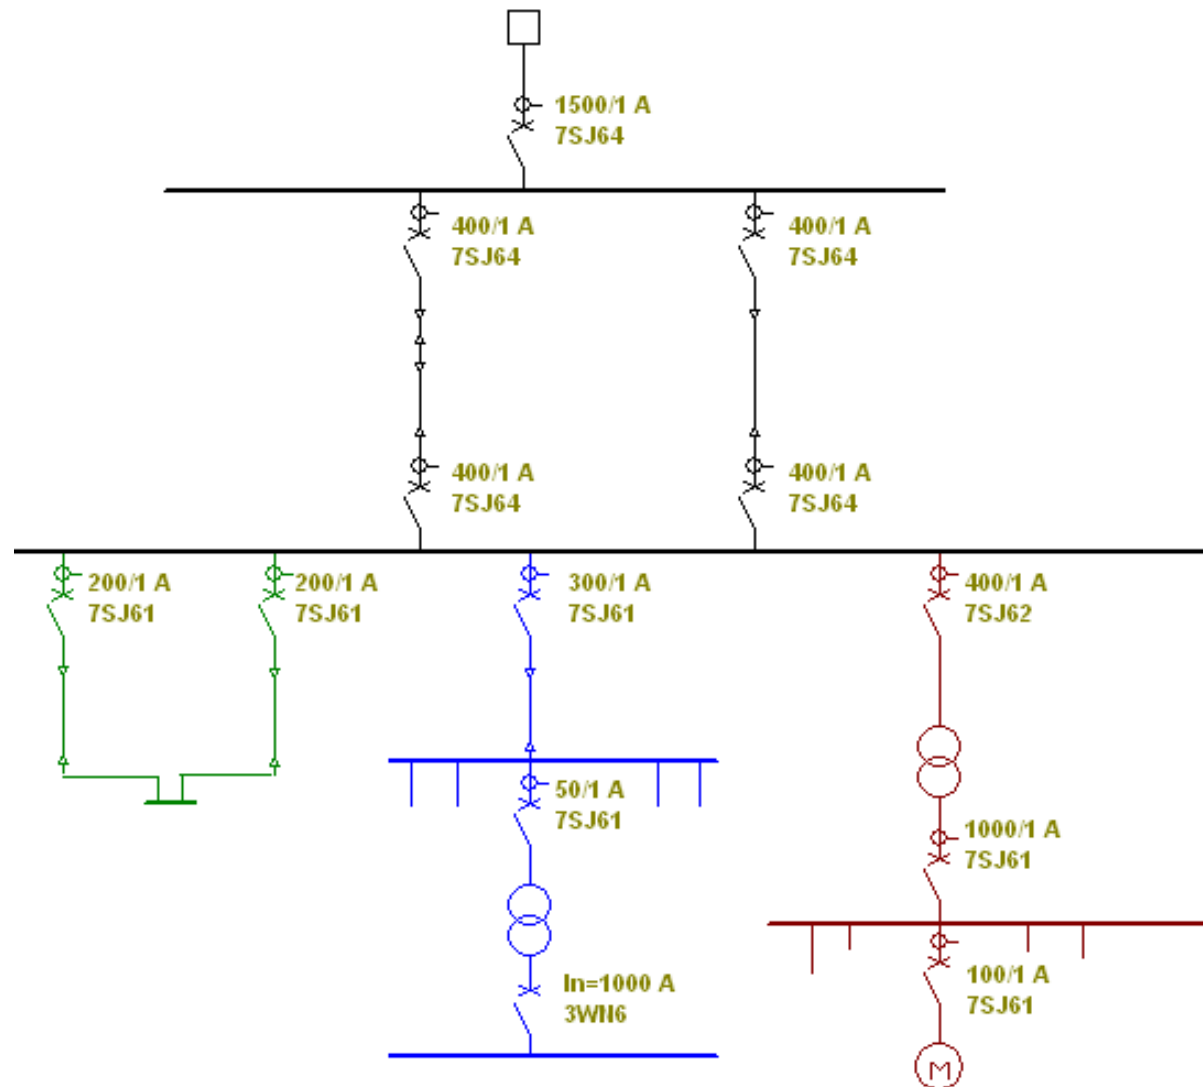 1500/1 A
7SJ64
400/1 A
7SJ64
400/1 A
7SJ64
400/1 A
7SJ64
400/1 A
7SJ64
200/1 A
7SJ61
200/1 A
7SJ61
300/1 A
7SJ61
400/1 A
7SJ62
50/1 A
7SJ61
1000/1 A
7SJ61
In=1000 A
3WN6
100/1 A
7SJ61
M